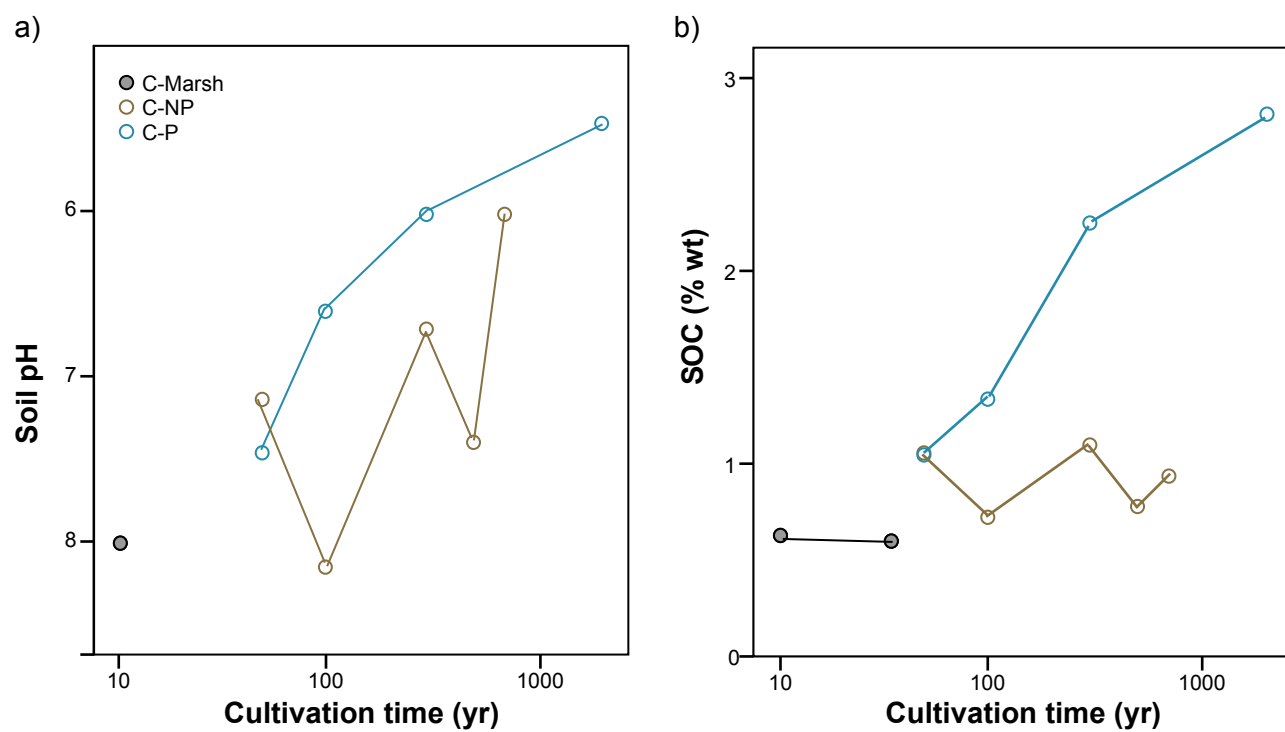 a)
C-Marsh
C-NP
C-P
6
7
8
Soil pH
10
100
1000
Cultivation time (yr)
b)
3
2
1
0
SOC (% wt)
10
100
1000
Cultivation time (yr)